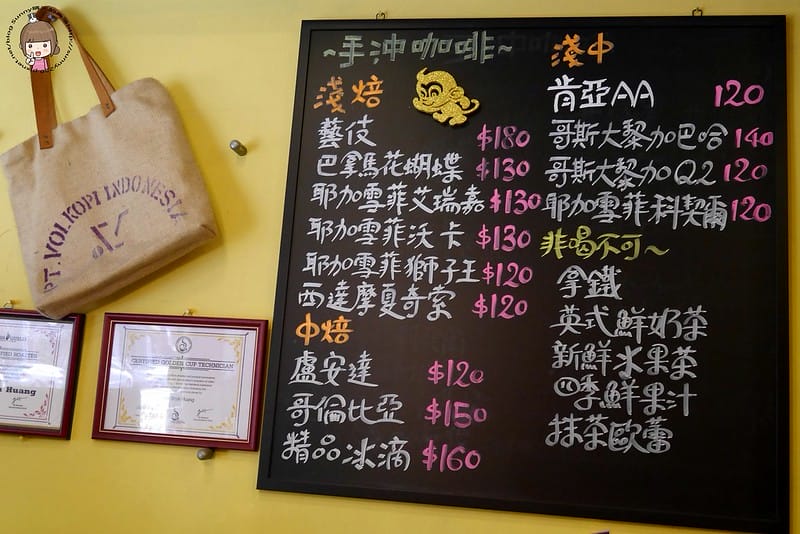 ~手沖咖啡~
淺焙
藝伎 $180
巴拿馬花蝴蝶 $130
耶加雪菲艾瑞嘉 $130
耶加雪菲沃卡 $130
耶加雪菲獅子王 $120
西達摩夏奇索 $120
中焙
盧安達 $120
哥倫比亞 $150
精品冰滴 $160
淺中
肯亞AA 120
哥斯大黎加巴哈 140
哥斯大黎加Q2 120
耶加雪菲科契爾 120
非喝不可~
拿鐵
英式鮮奶茶
新鮮水果茶
四季鮮果汁
抹茶歐蕾
PT. VOLKOPI INDONESIA
CERTIFIED GOLDEN CUP TECHNICIAN
Huang